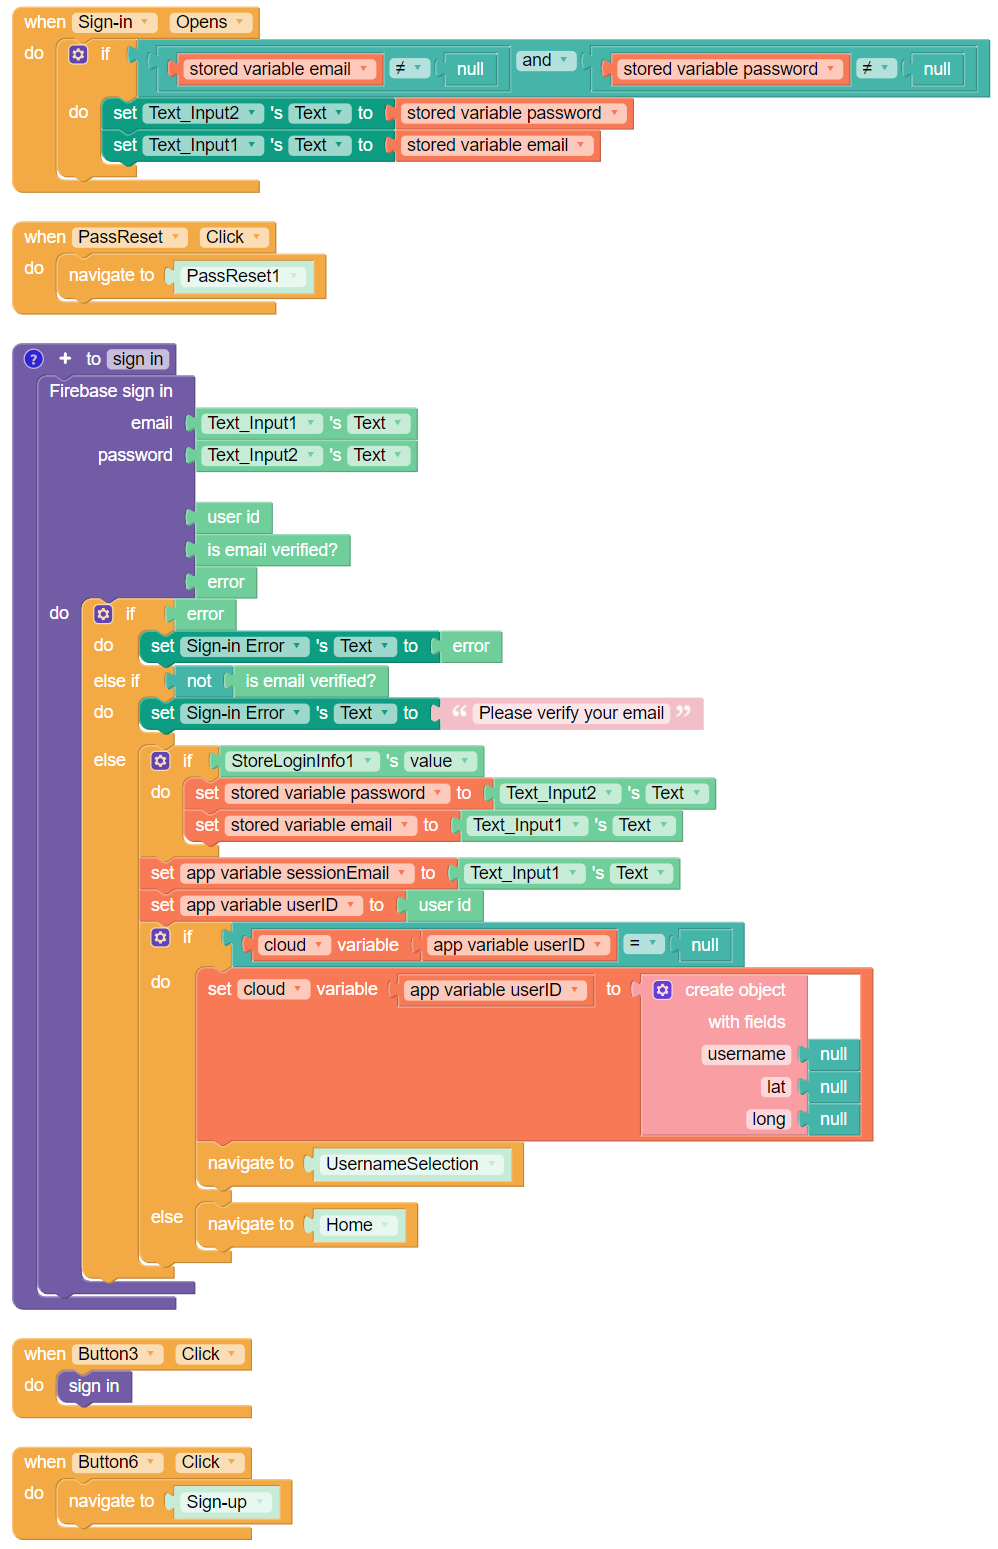 when Sign-in Opens
do if stored variable email ≠ null and stored variable password ≠ null
do set Text_Input2 's Text to stored variable password
set Text_Input1 's Text to stored variable email
when PassReset Click
do navigate to PassReset1
? + to sign in
Firebase sign in
email Text_Input1 's Text
password Text_Input2 's Text
user id
is email verified?
error
do if error
do set Sign-in Error 's Text to error
else if not is email verified?
do set Sign-in Error 's Text to “ Please verify your email ”
else if StoreLoginInfo1 's value
do set stored variable password to Text_Input2 's Text
set stored variable email to Text_Input1 's Text
set app variable sessionEmail to Text_Input1 's Text
set app variable userID to user id
if cloud variable app variable userID = null
do set cloud variable app variable userID to create object
with fields
username null
lat null
long null
navigate to UsernameSelection
else navigate to Home
when Button3 Click
do sign in
when Button6 Click
do navigate to Sign-up